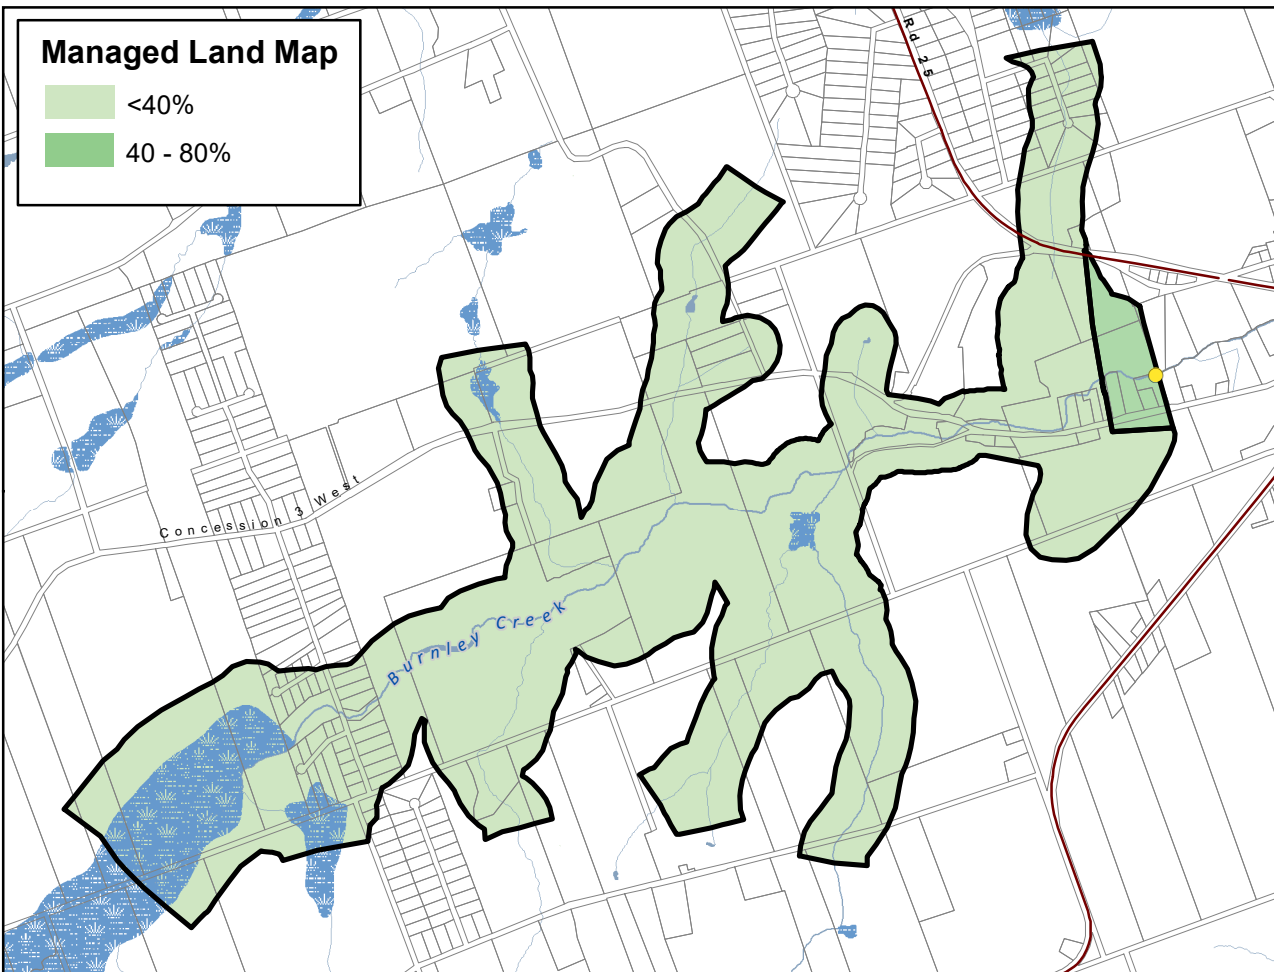 Managed Land Map
<40%
40 - 80%
Rd 25
Concession 3 West
Burnley Creek